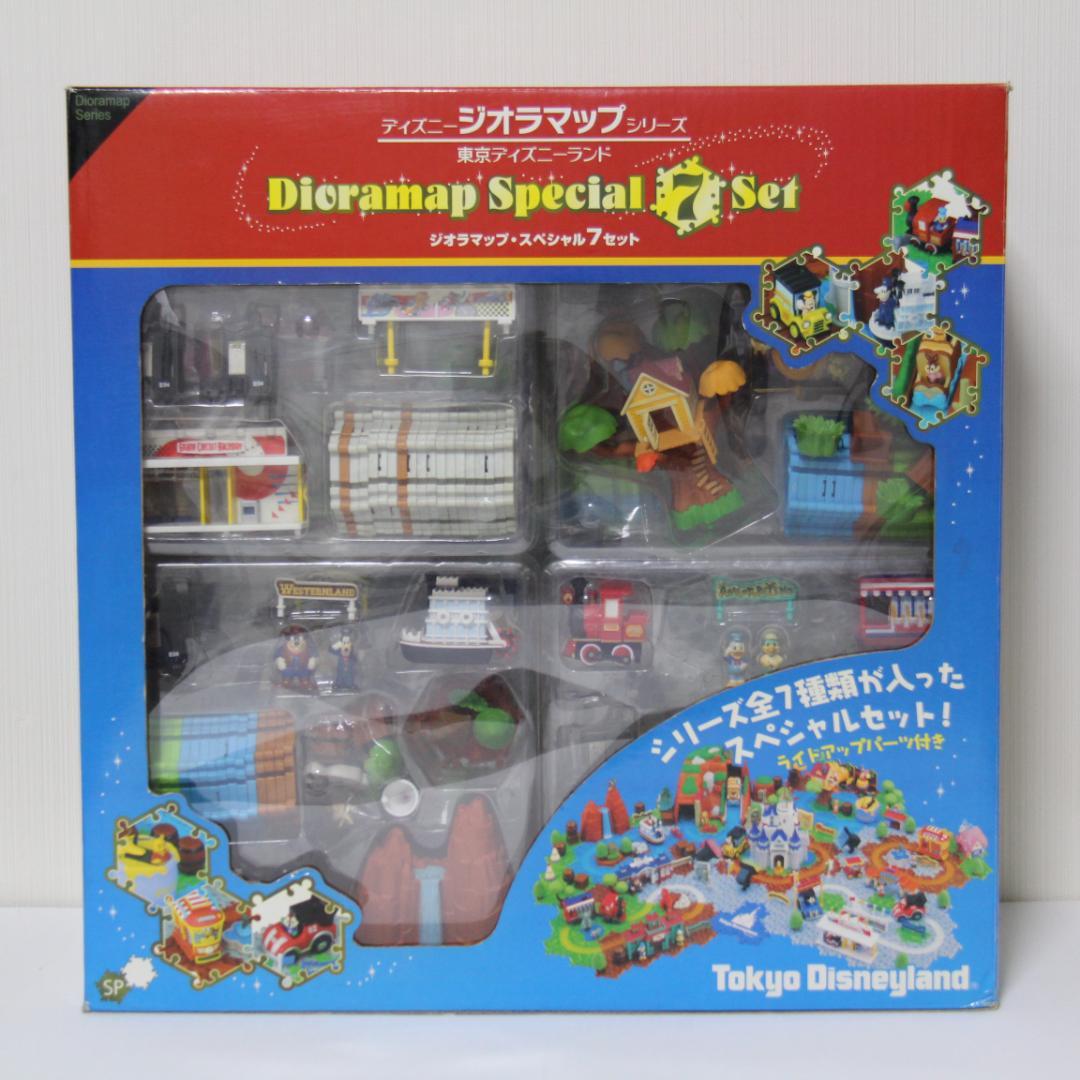 Dioramap
Series
ディズニージオラマップシリーズ
東京ディズニーランド
Dioramap Special 7 Set
ジオラマップ・スペシャル7セット
GRAND CIRCUIT RACEWAY
WESTERNLAND
シリーズ全7種類が入った
スペシャルセット!
ライトアップパーツ付き
SP
Tokyo Disneyland